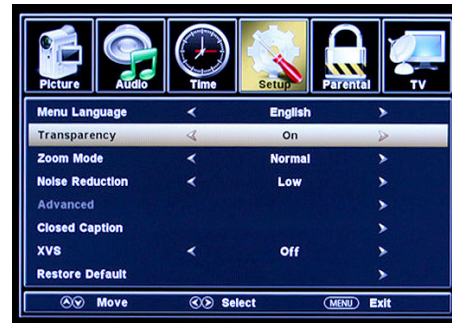 Picture Audio Time Setup Parental TV
Menu Language English
Transparency On
Zoom Mode Normal
Noise Reduction Low
Advanced
Closed Caption
XVS Off
Restore Default
Move Select MENU Exit